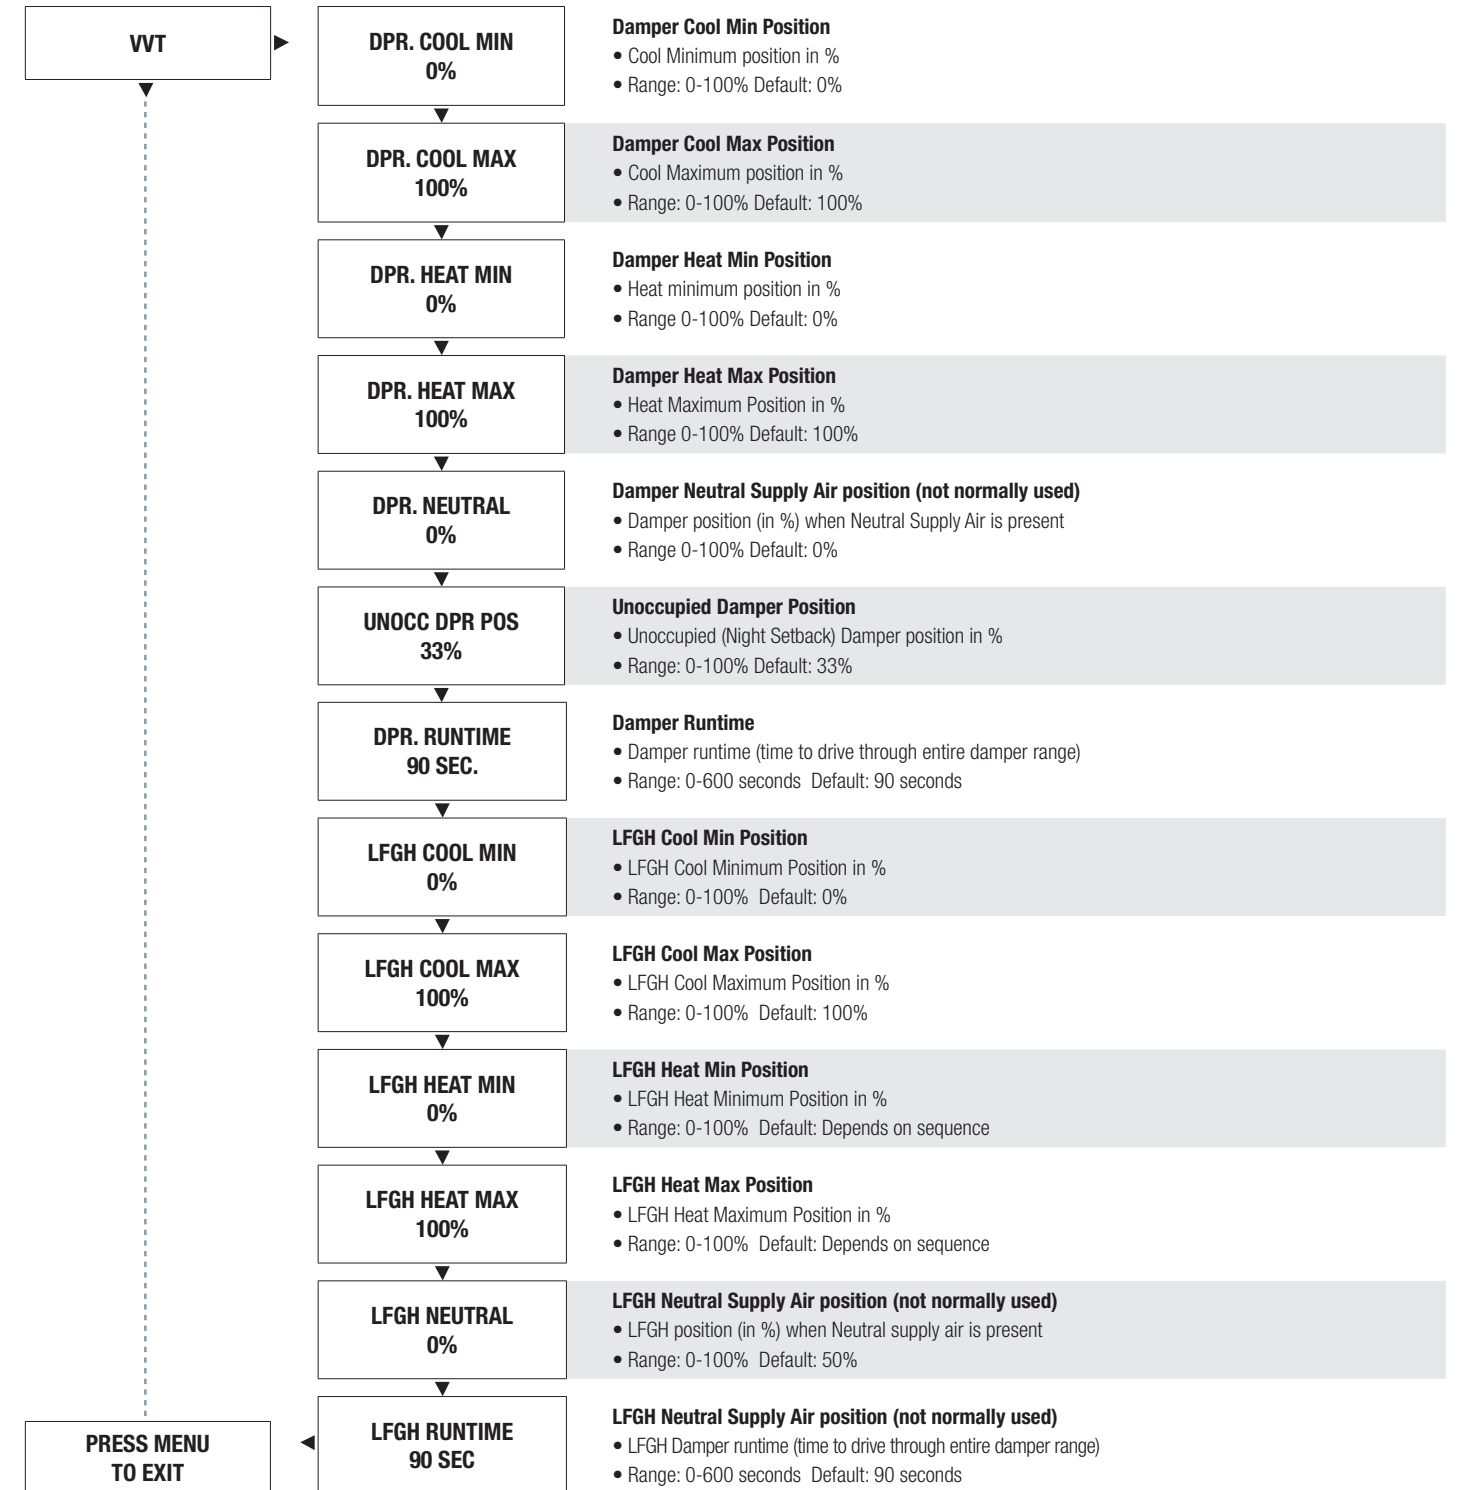 VVT
DPR. COOL MIN
0%
Damper Cool Min Position
• Cool Minimum position in %
• Range: 0-100% Default: 0%
DPR. COOL MAX
100%
Damper Cool Max Position
• Cool Maximum position in %
• Range: 0-100% Default: 100%
DPR. HEAT MIN
0%
Damper Heat Min Position
• Heat minimum position in %
• Range 0-100% Default: 0%
DPR. HEAT MAX
100%
Damper Heat Max Position
• Heat Maximum Position in %
• Range 0-100% Default: 100%
DPR. NEUTRAL
0%
Damper Neutral Supply Air position (not normally used)
• Damper position (in %) when Neutral Supply Air is present
• Range 0-100% Default: 0%
UNOCC DPR POS
33%
Unoccupied Damper Position
• Unoccupied (Night Setback) Damper position in %
• Range: 0-100% Default: 33%
DPR. RUNTIME
90 SEC.
Damper Runtime
• Damper runtime (time to drive through entire damper range)
• Range: 0-600 seconds Default: 90 seconds
LFGH COOL MIN
0%
LFGH Cool Min Position
• LFGH Cool Minimum Position in %
• Range: 0-100% Default: 0%
LFGH COOL MAX
100%
LFGH Cool Max Position
• LFGH Cool Maximum Position in %
• Range: 0-100% Default: 100%
LFGH HEAT MIN
0%
LFGH Heat Min Position
• LFGH Heat Minimum Position in %
• Range: 0-100% Default: Depends on sequence
LFGH HEAT MAX
100%
LFGH Heat Max Position
• LFGH Heat Maximum Position in %
• Range: 0-100% Default: Depends on sequence
LFGH NEUTRAL
0%
LFGH Neutral Supply Air position (not normally used)
• LFGH position (in %) when Neutral supply air is present
• Range: 0-100% Default: 50%
LFGH RUNTIME
90 SEC
LFGH Neutral Supply Air position (not normally used)
• LFGH Damper runtime (time to drive through entire damper range)
• Range: 0-600 seconds Default: 90 seconds
PRESS MENU
TO EXIT